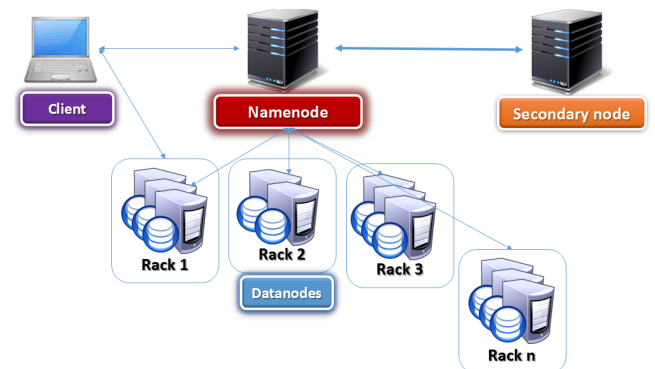 Client
Namenode
Secondary node
Rack 1
Rack 2
Rack 3
Datanodes
Rack n